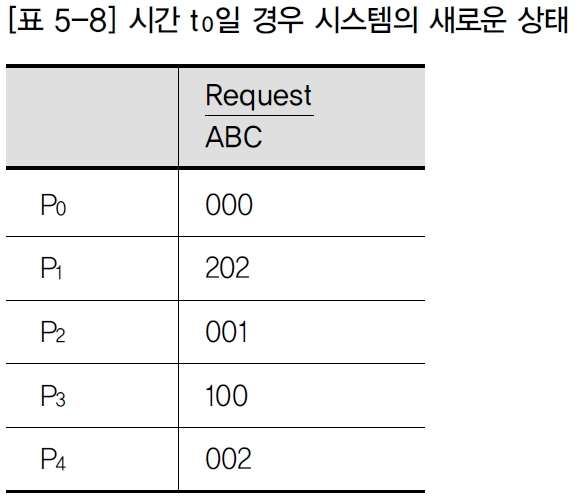 [표 5-8] 시간 t₀일 경우 시스템의 새로운 상태
Request
ABC
P₀ 000
P₁ 202
P₂ 001
P₃ 100
P₄ 002